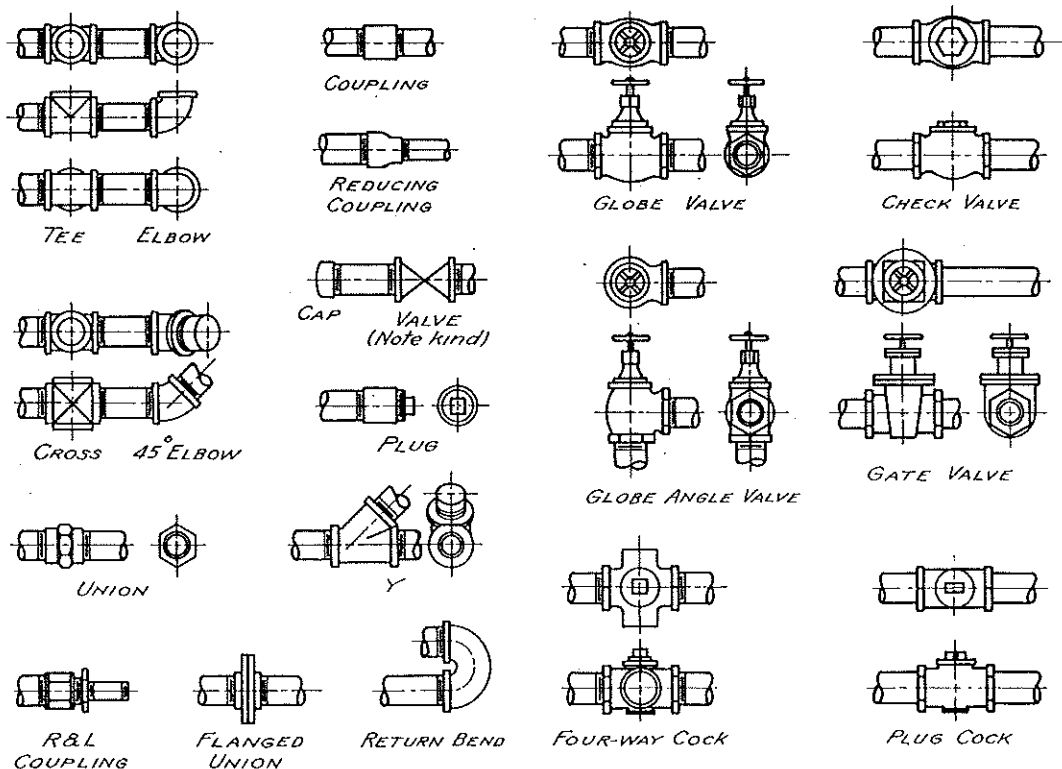 COUPLING
REDUCING
COUPLING
GLOBE VALVE
CHECK VALVE
TEE ELBOW
CAP VALVE
(Note kind)
CROSS 45° ELBOW
PLUG
GLOBE ANGLE VALVE
GATE VALVE
UNION
Y
R&L
COUPLING
FLANGED
UNION
RETURN BEND
FOUR-WAY COCK
PLUG COCK